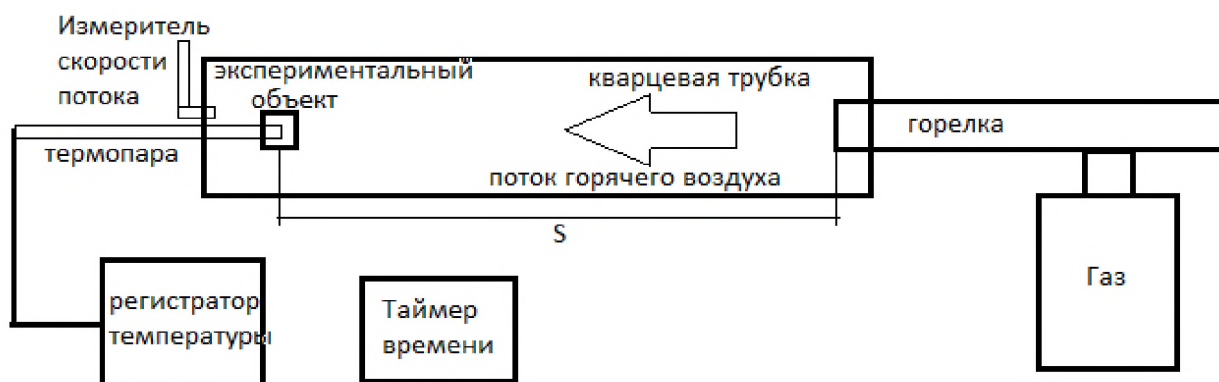 Измеритель
скорости
потока
экспериментальный
объект
кварцевая трубка
горелка
термопара
поток горячего воздуха
S
регистратор
температуры
Таймер
времени
Газ